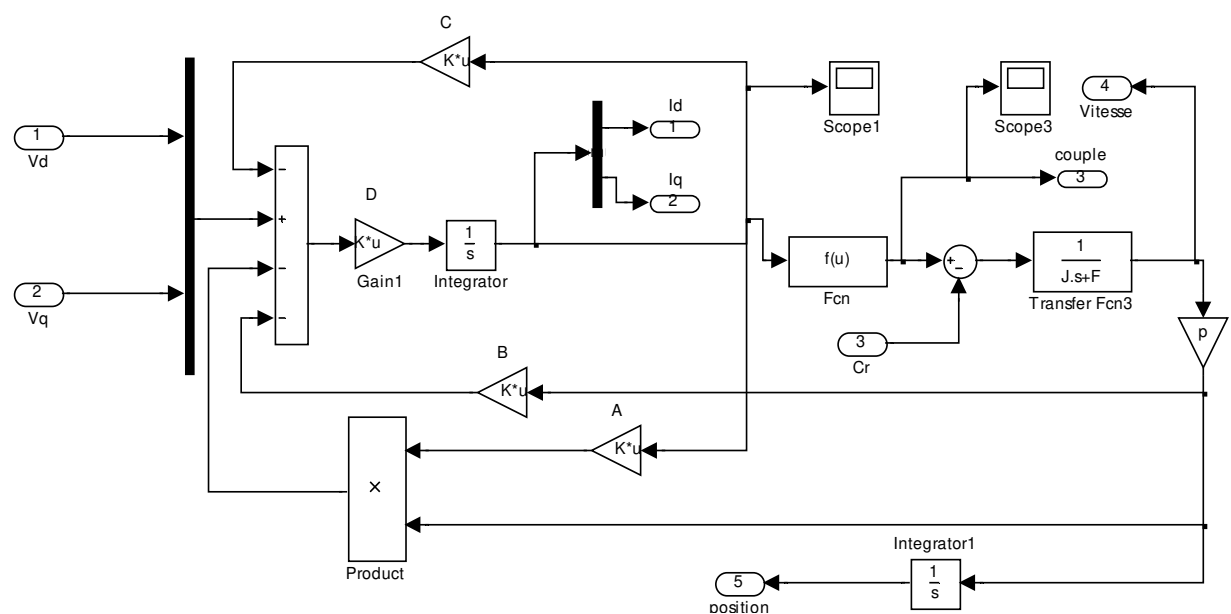 C
K*u
1
Vd
Scope1
Scope3
4
Vitesse
Id
1
couple
3
Iq
2
−
+
−
−
D
K*u
Gain1
1
s
Integrator
f(u)
Fcn
+
−
1
J.s+F
Transfer Fcn3
2
Vq
3
Cr
p
B
K*u
A
K*u
×
Product
Integrator1
1
s
5
position